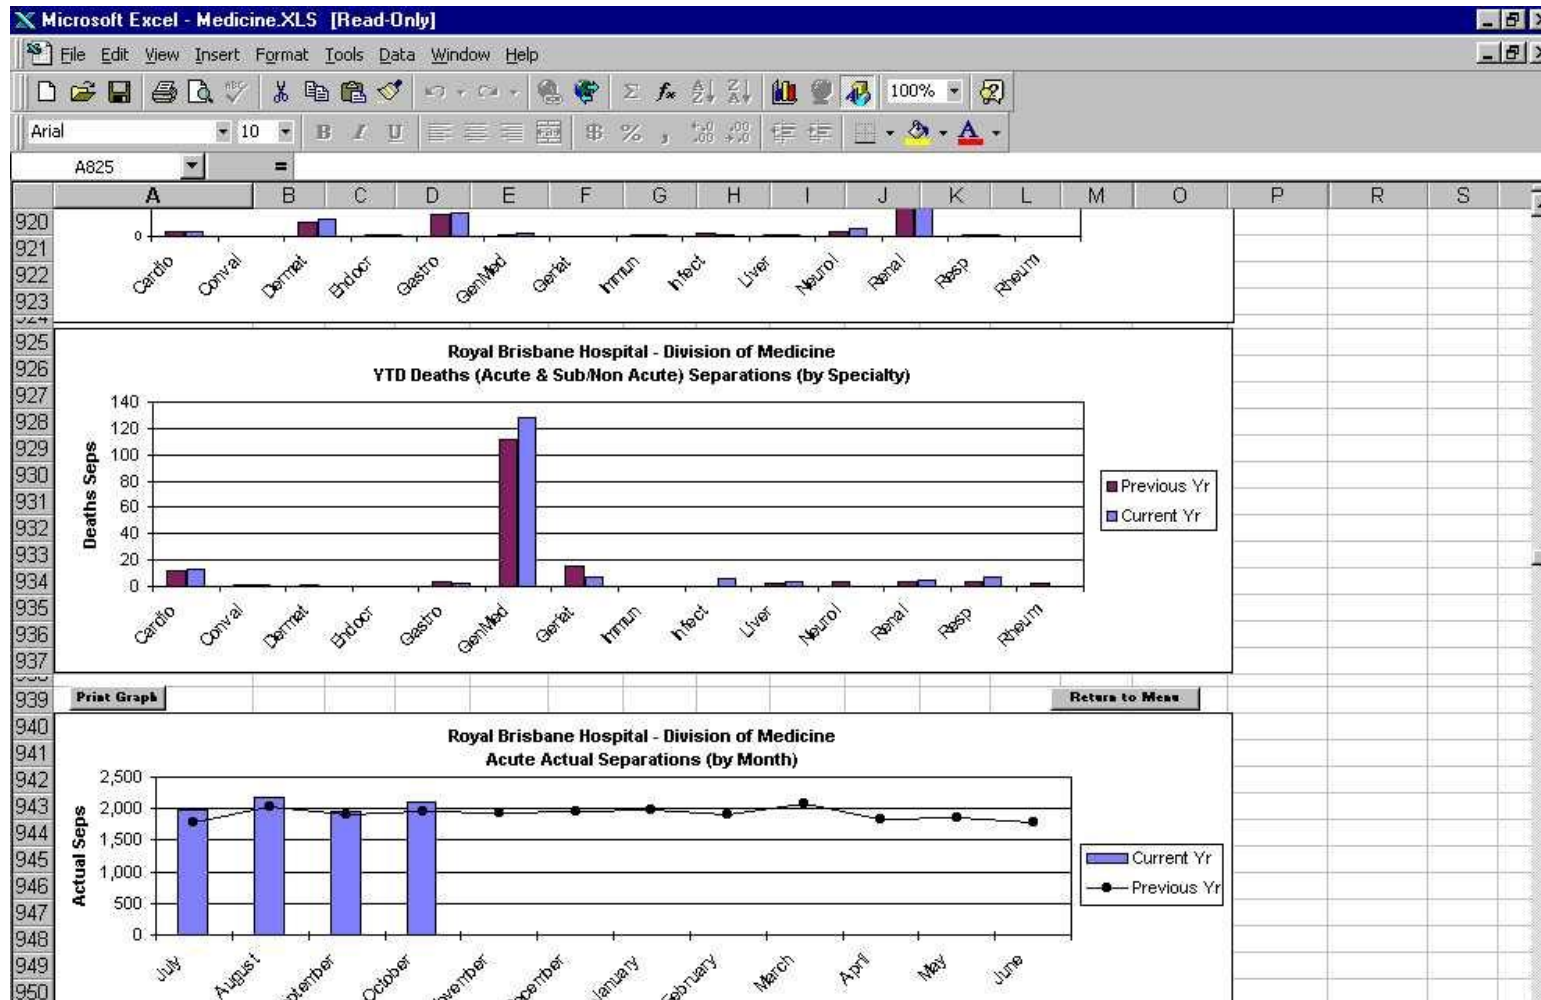 Microsoft Excel - Medicine.XLS [Read-Only]
File Edit View Insert Format Tools Data Window Help
100%
Arial 10 B I U $ % ,
A825 =
A B C D E F G H I J K L M O P R S
920
921 0
922 Cardio Conval Dermat Endocr Gastro GenMed Geriat Immun Infect Liver Neurol Renal Resp Rheum
923
924
925 Royal Brisbane Hospital - Division of Medicine
926 YTD Deaths (Acute & Sub/Non Acute) Separations (by Specialty)
927 140
928 120
929 100
930 80
931 60
932 40
933 20
934 0
Deaths Seps
Previous Yr
Current Yr
935 Cardio Conval Dermat Endocr Gastro GenMed Geriat Immun Infect Liver Neurol Renal Resp Rheum
936
937
939 Print Graph Return to Menu
940 Royal Brisbane Hospital - Division of Medicine
941 Acute Actual Separations (by Month)
942 2,500
943 2,000
944 1,500
945 1,000
946 500
947
948 0
Actual Seps
Current Yr
Previous Yr
949 July August October January February March April May June
950